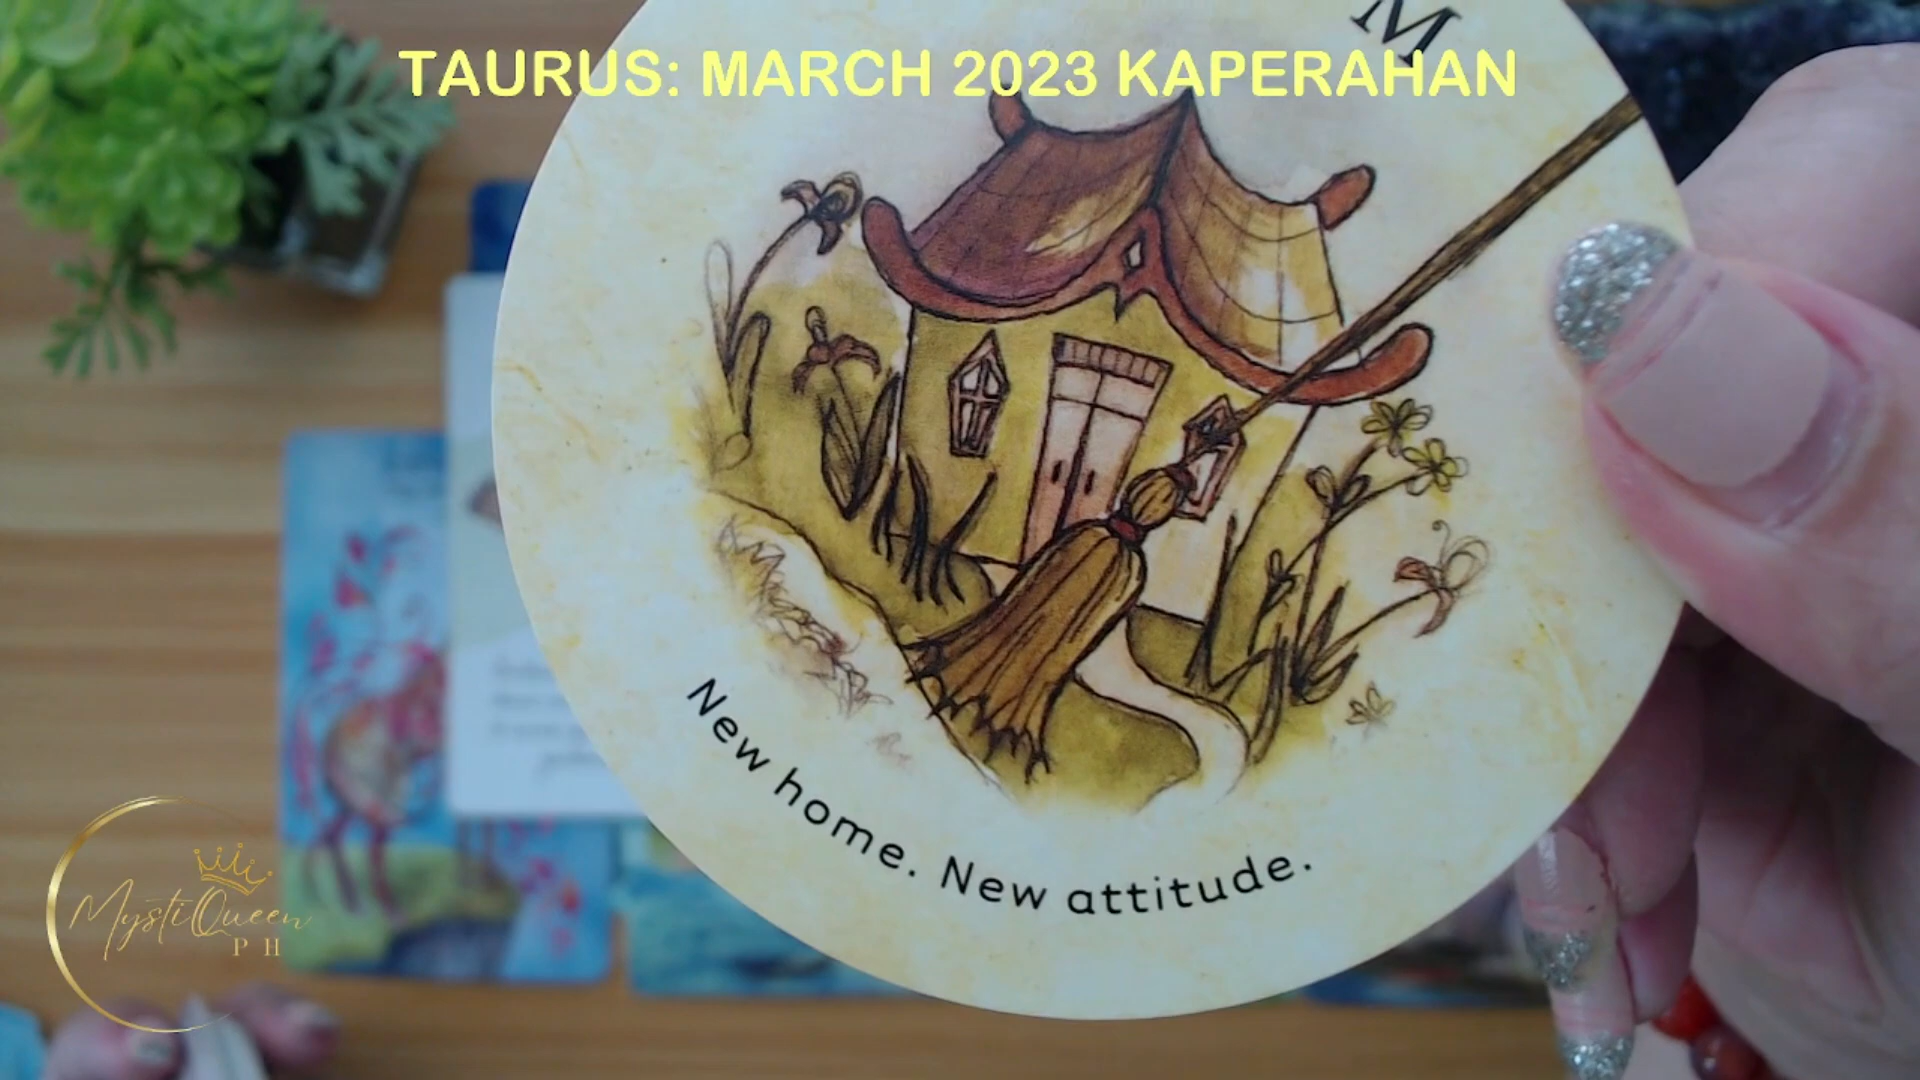 TAURUS: MARCH 2023 KAPERAHAN
M
New home. New attitude.
MystiQueen
PH